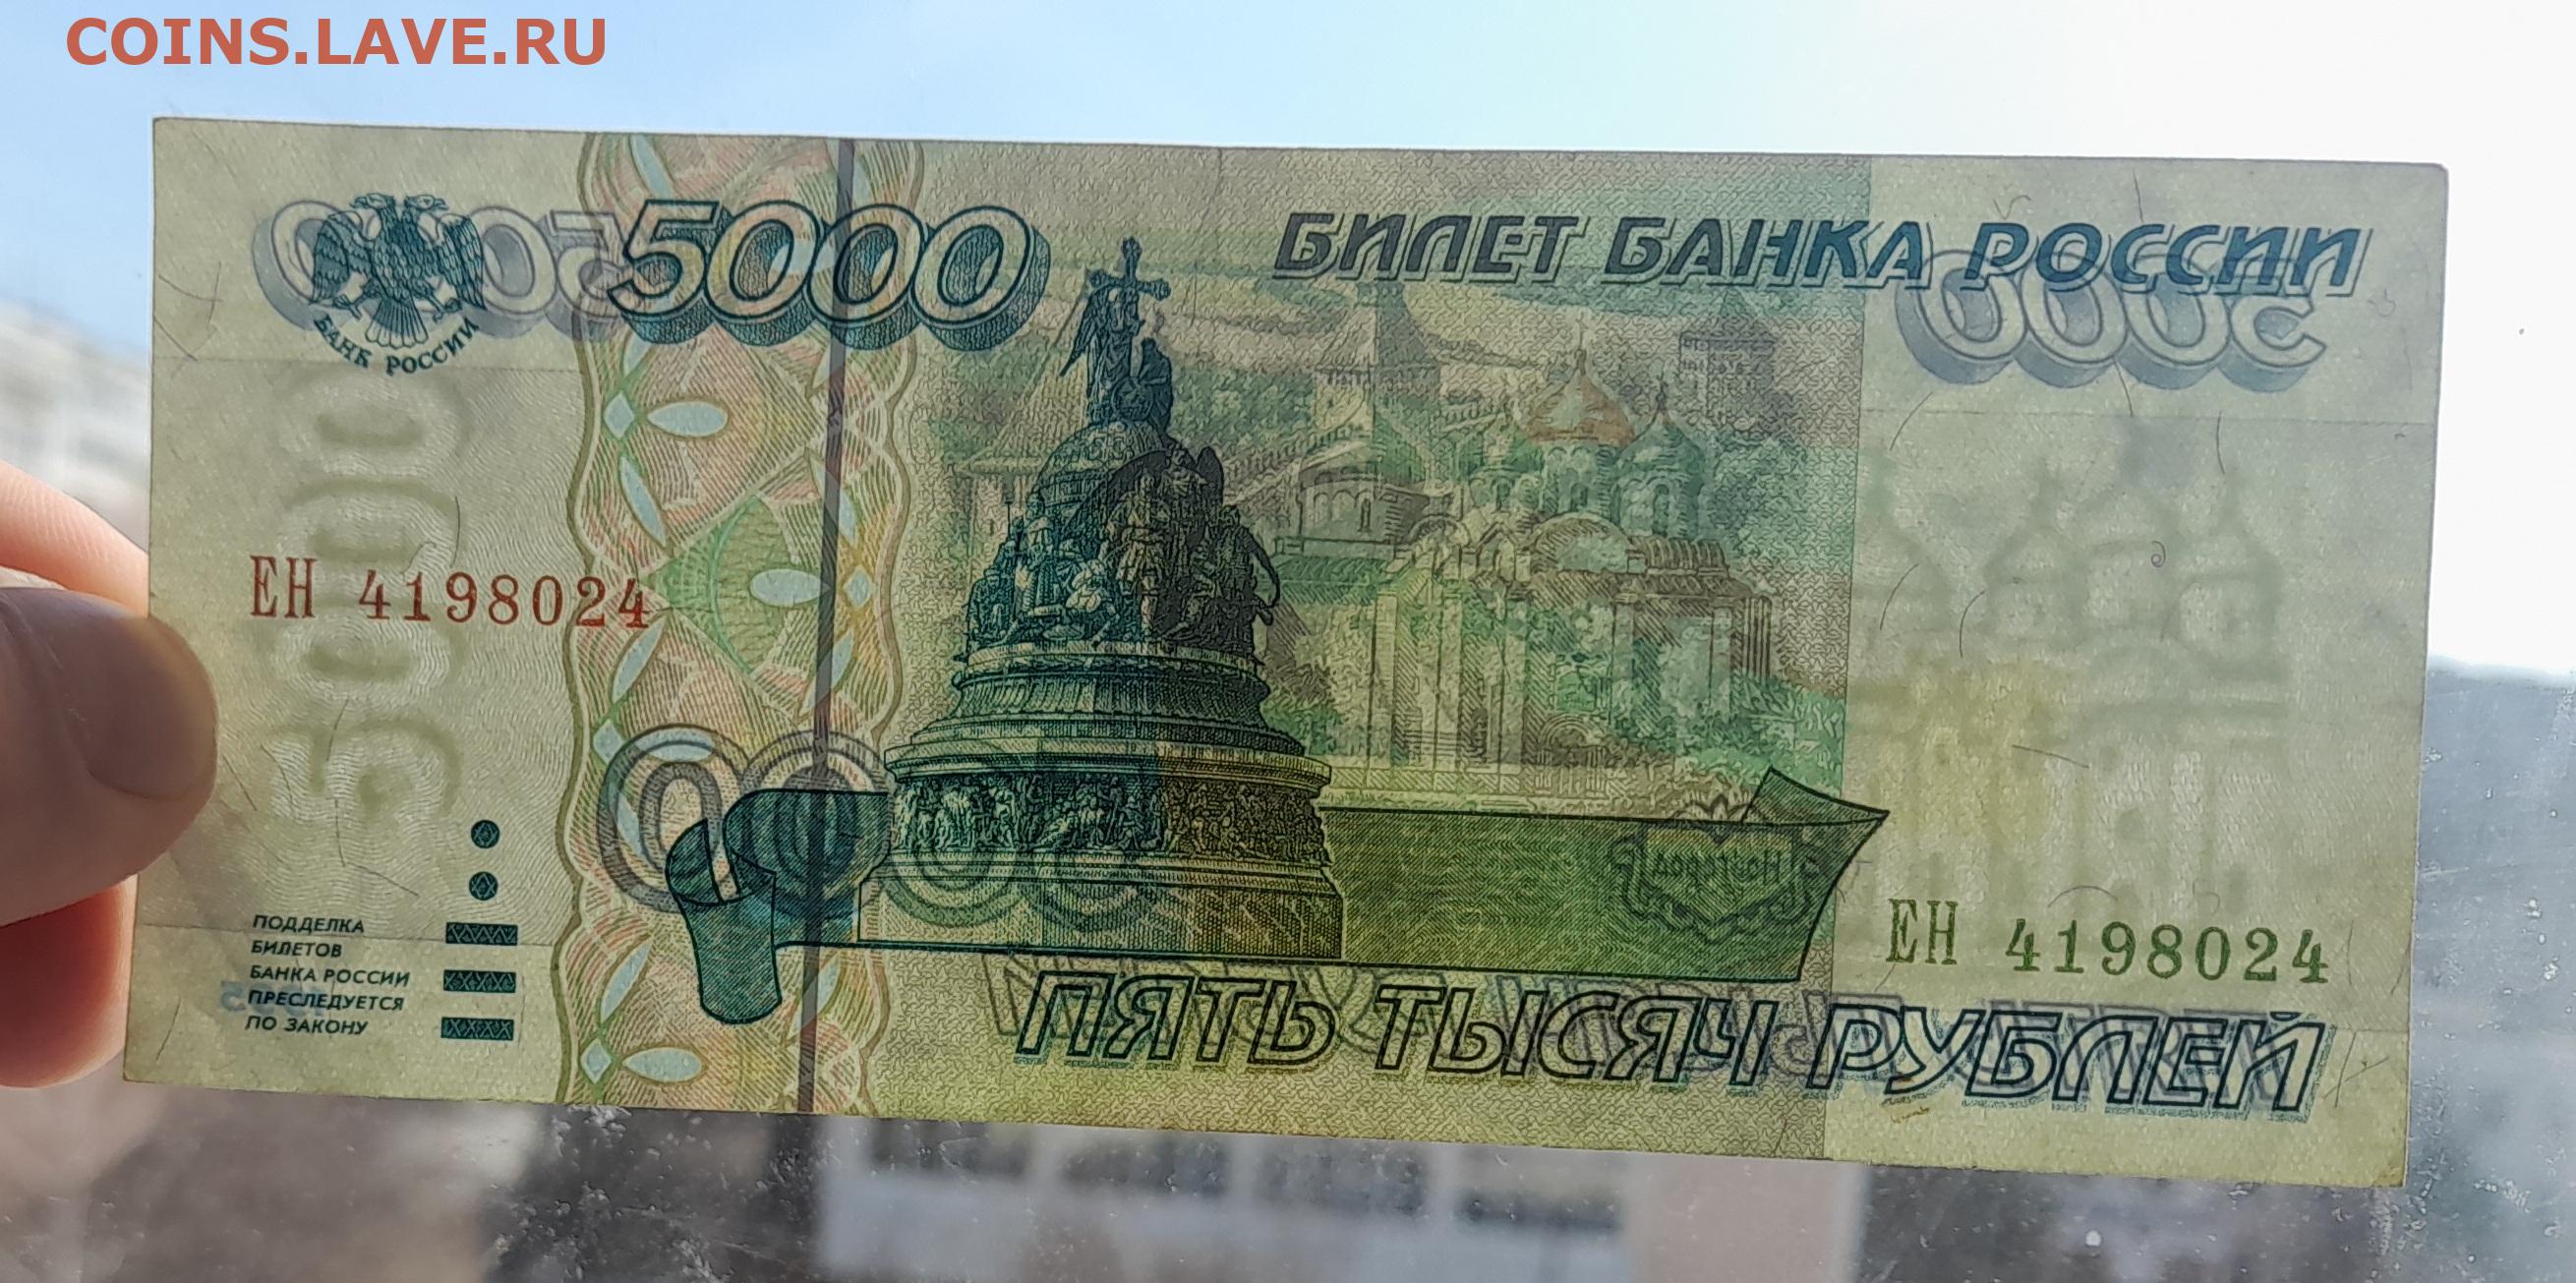 COINS.LAVE.RU
5000
БИЛЕТ БАНКА РОССИИ
БАНК РОССИИ
5000
ЕН 4198024
ПОДДЕЛКА
БИЛЕТОВ
БАНКА РОССИИ
ПРЕСЛЕДУЕТСЯ
ПО ЗАКОНУ
ЕН 4198024
ПЯТЬ ТЫСЯЧ РУБЛЕЙ